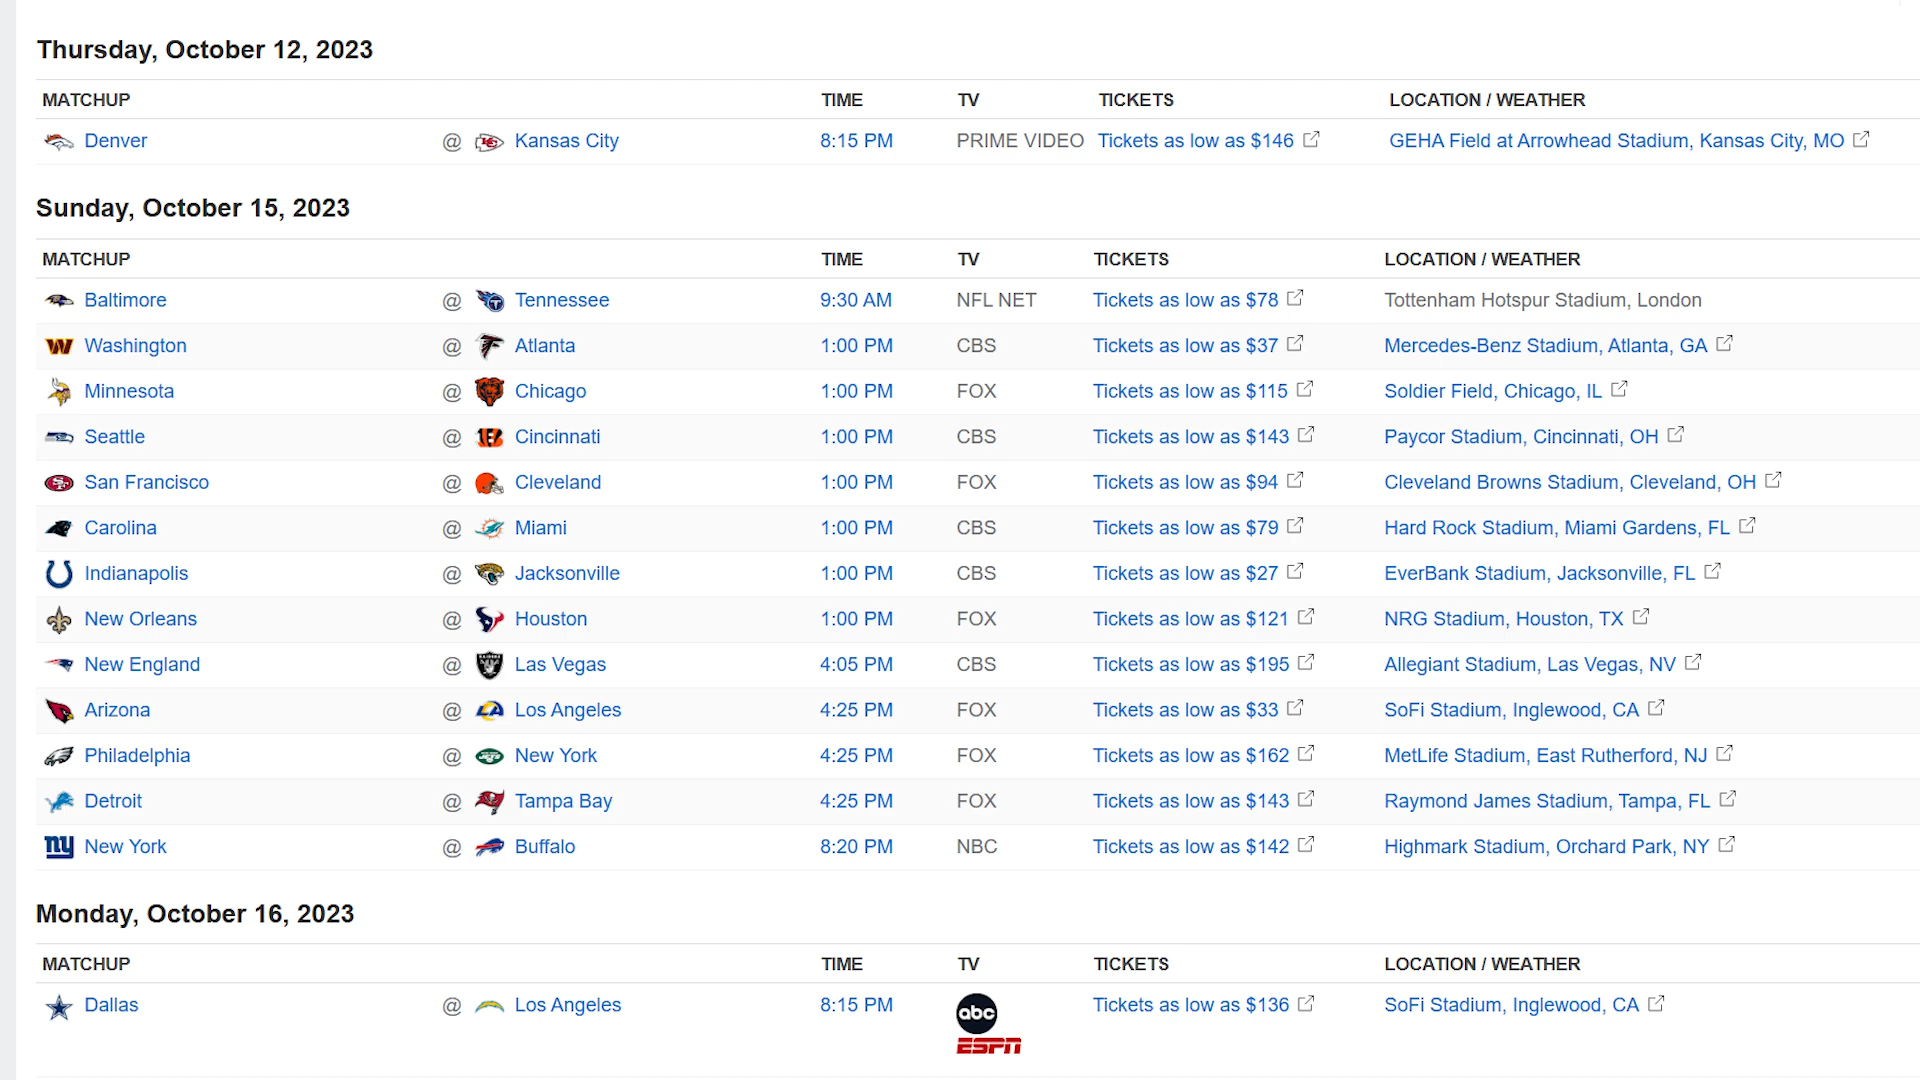 Thursday, October 12, 2023
MATCHUP TIME TV TICKETS LOCATION / WEATHER
Denver @ Kansas City 8:15 PM PRIME VIDEO Tickets as low as $146 GEHA Field at Arrowhead Stadium, Kansas City, MO
Sunday, October 15, 2023
MATCHUP TIME TV TICKETS LOCATION / WEATHER
Baltimore @ Tennessee 9:30 AM NFL NET Tickets as low as $78 Tottenham Hotspur Stadium, London
Washington @ Atlanta 1:00 PM CBS Tickets as low as $37 Mercedes-Benz Stadium, Atlanta, GA
Minnesota @ Chicago 1:00 PM FOX Tickets as low as $115 Soldier Field, Chicago, IL
Seattle @ Cincinnati 1:00 PM CBS Tickets as low as $143 Paycor Stadium, Cincinnati, OH
San Francisco @ Cleveland 1:00 PM FOX Tickets as low as $94 Cleveland Browns Stadium, Cleveland, OH
Carolina @ Miami 1:00 PM CBS Tickets as low as $79 Hard Rock Stadium, Miami Gardens, FL
Indianapolis @ Jacksonville 1:00 PM CBS Tickets as low as $27 EverBank Stadium, Jacksonville, FL
New Orleans @ Houston 1:00 PM FOX Tickets as low as $121 NRG Stadium, Houston, TX
New England @ Las Vegas 4:05 PM CBS Tickets as low as $195 Allegiant Stadium, Las Vegas, NV
Arizona @ Los Angeles 4:25 PM FOX Tickets as low as $33 SoFi Stadium, Inglewood, CA
Philadelphia @ New York 4:25 PM FOX Tickets as low as $162 MetLife Stadium, East Rutherford, NJ
Detroit @ Tampa Bay 4:25 PM FOX Tickets as low as $143 Raymond James Stadium, Tampa, FL
ny New York @ Buffalo 8:20 PM NBC Tickets as low as $142 Highmark Stadium, Orchard Park, NY
Monday, October 16, 2023
MATCHUP TIME TV TICKETS LOCATION / WEATHER
Dallas @ Los Angeles 8:15 PM abc Tickets as low as $136 SoFi Stadium, Inglewood, CA
ESPN